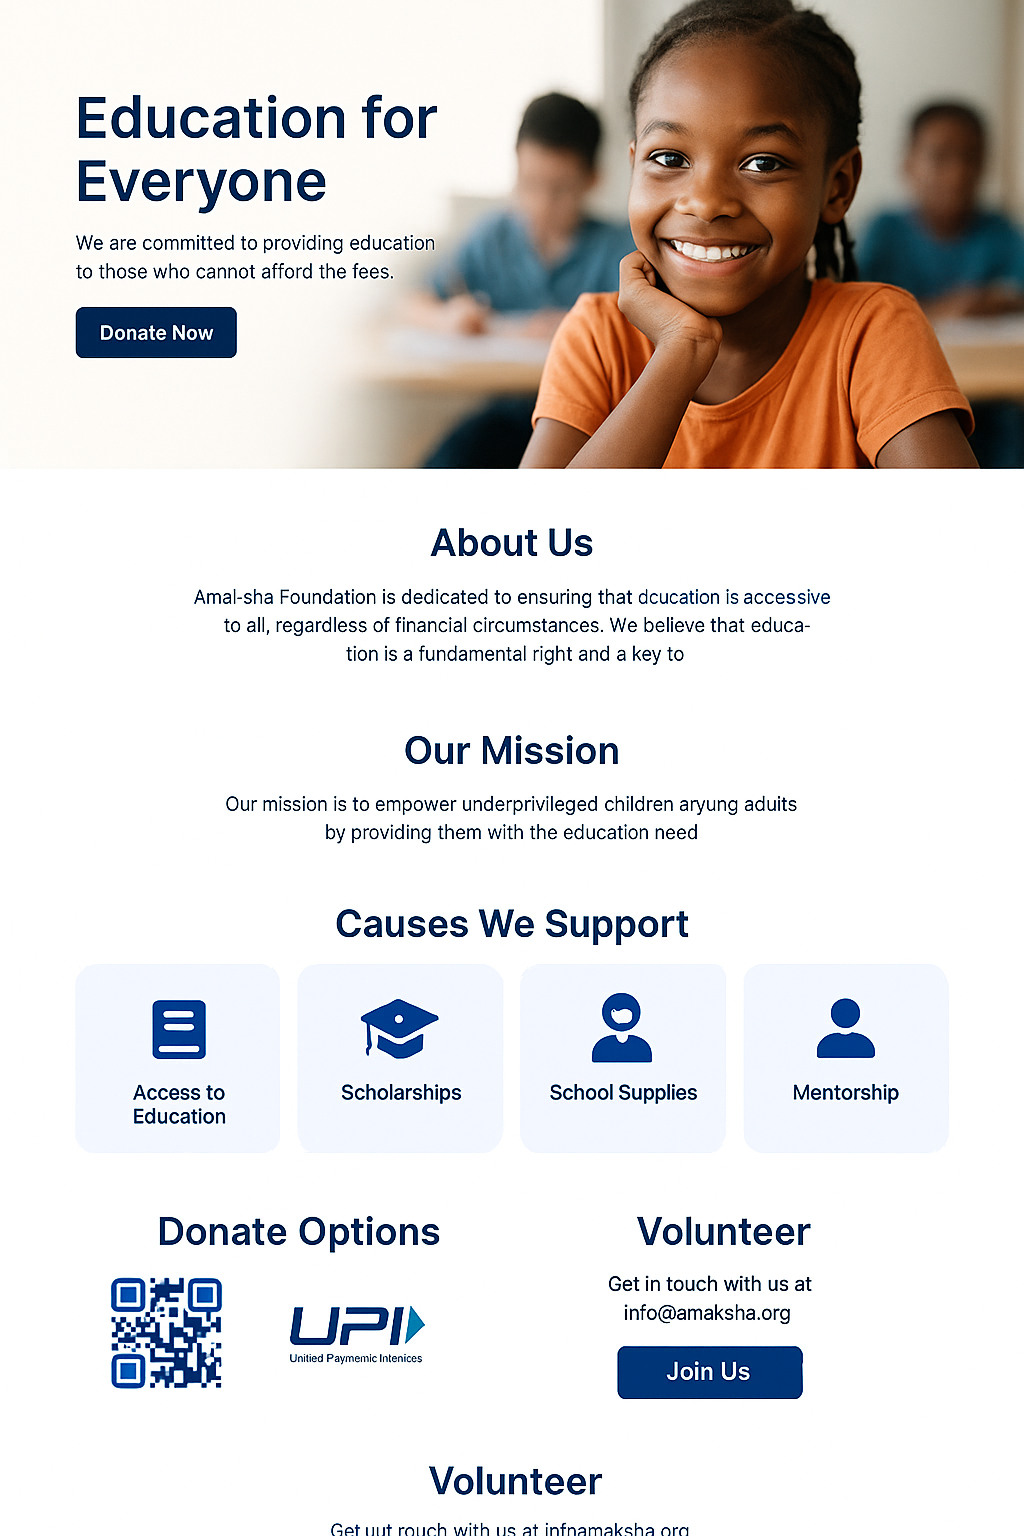 Education for
Everyone
We are committed to providing education
to those who cannot afford the fees.
Donate Now
About Us
Amal-sha Foundation is dedicated to ensuring that dcucation is accessive
to all, regardless of financial circumstances. We believe that educa-
tion is a fundamental right and a key to
Our Mission
Our mission is to empower underprivileged children aryung aduits
by providing them with the education need
Causes We Support
Access to
Education
Scholarships
School Supplies
Mentorship
Donate Options
UPI
Unitied Paymemic Intenices
Volunteer
Get in touch with us at
info@amaksha.org
Join Us
Volunteer
Get uut rouch with us at infnamaksha.org